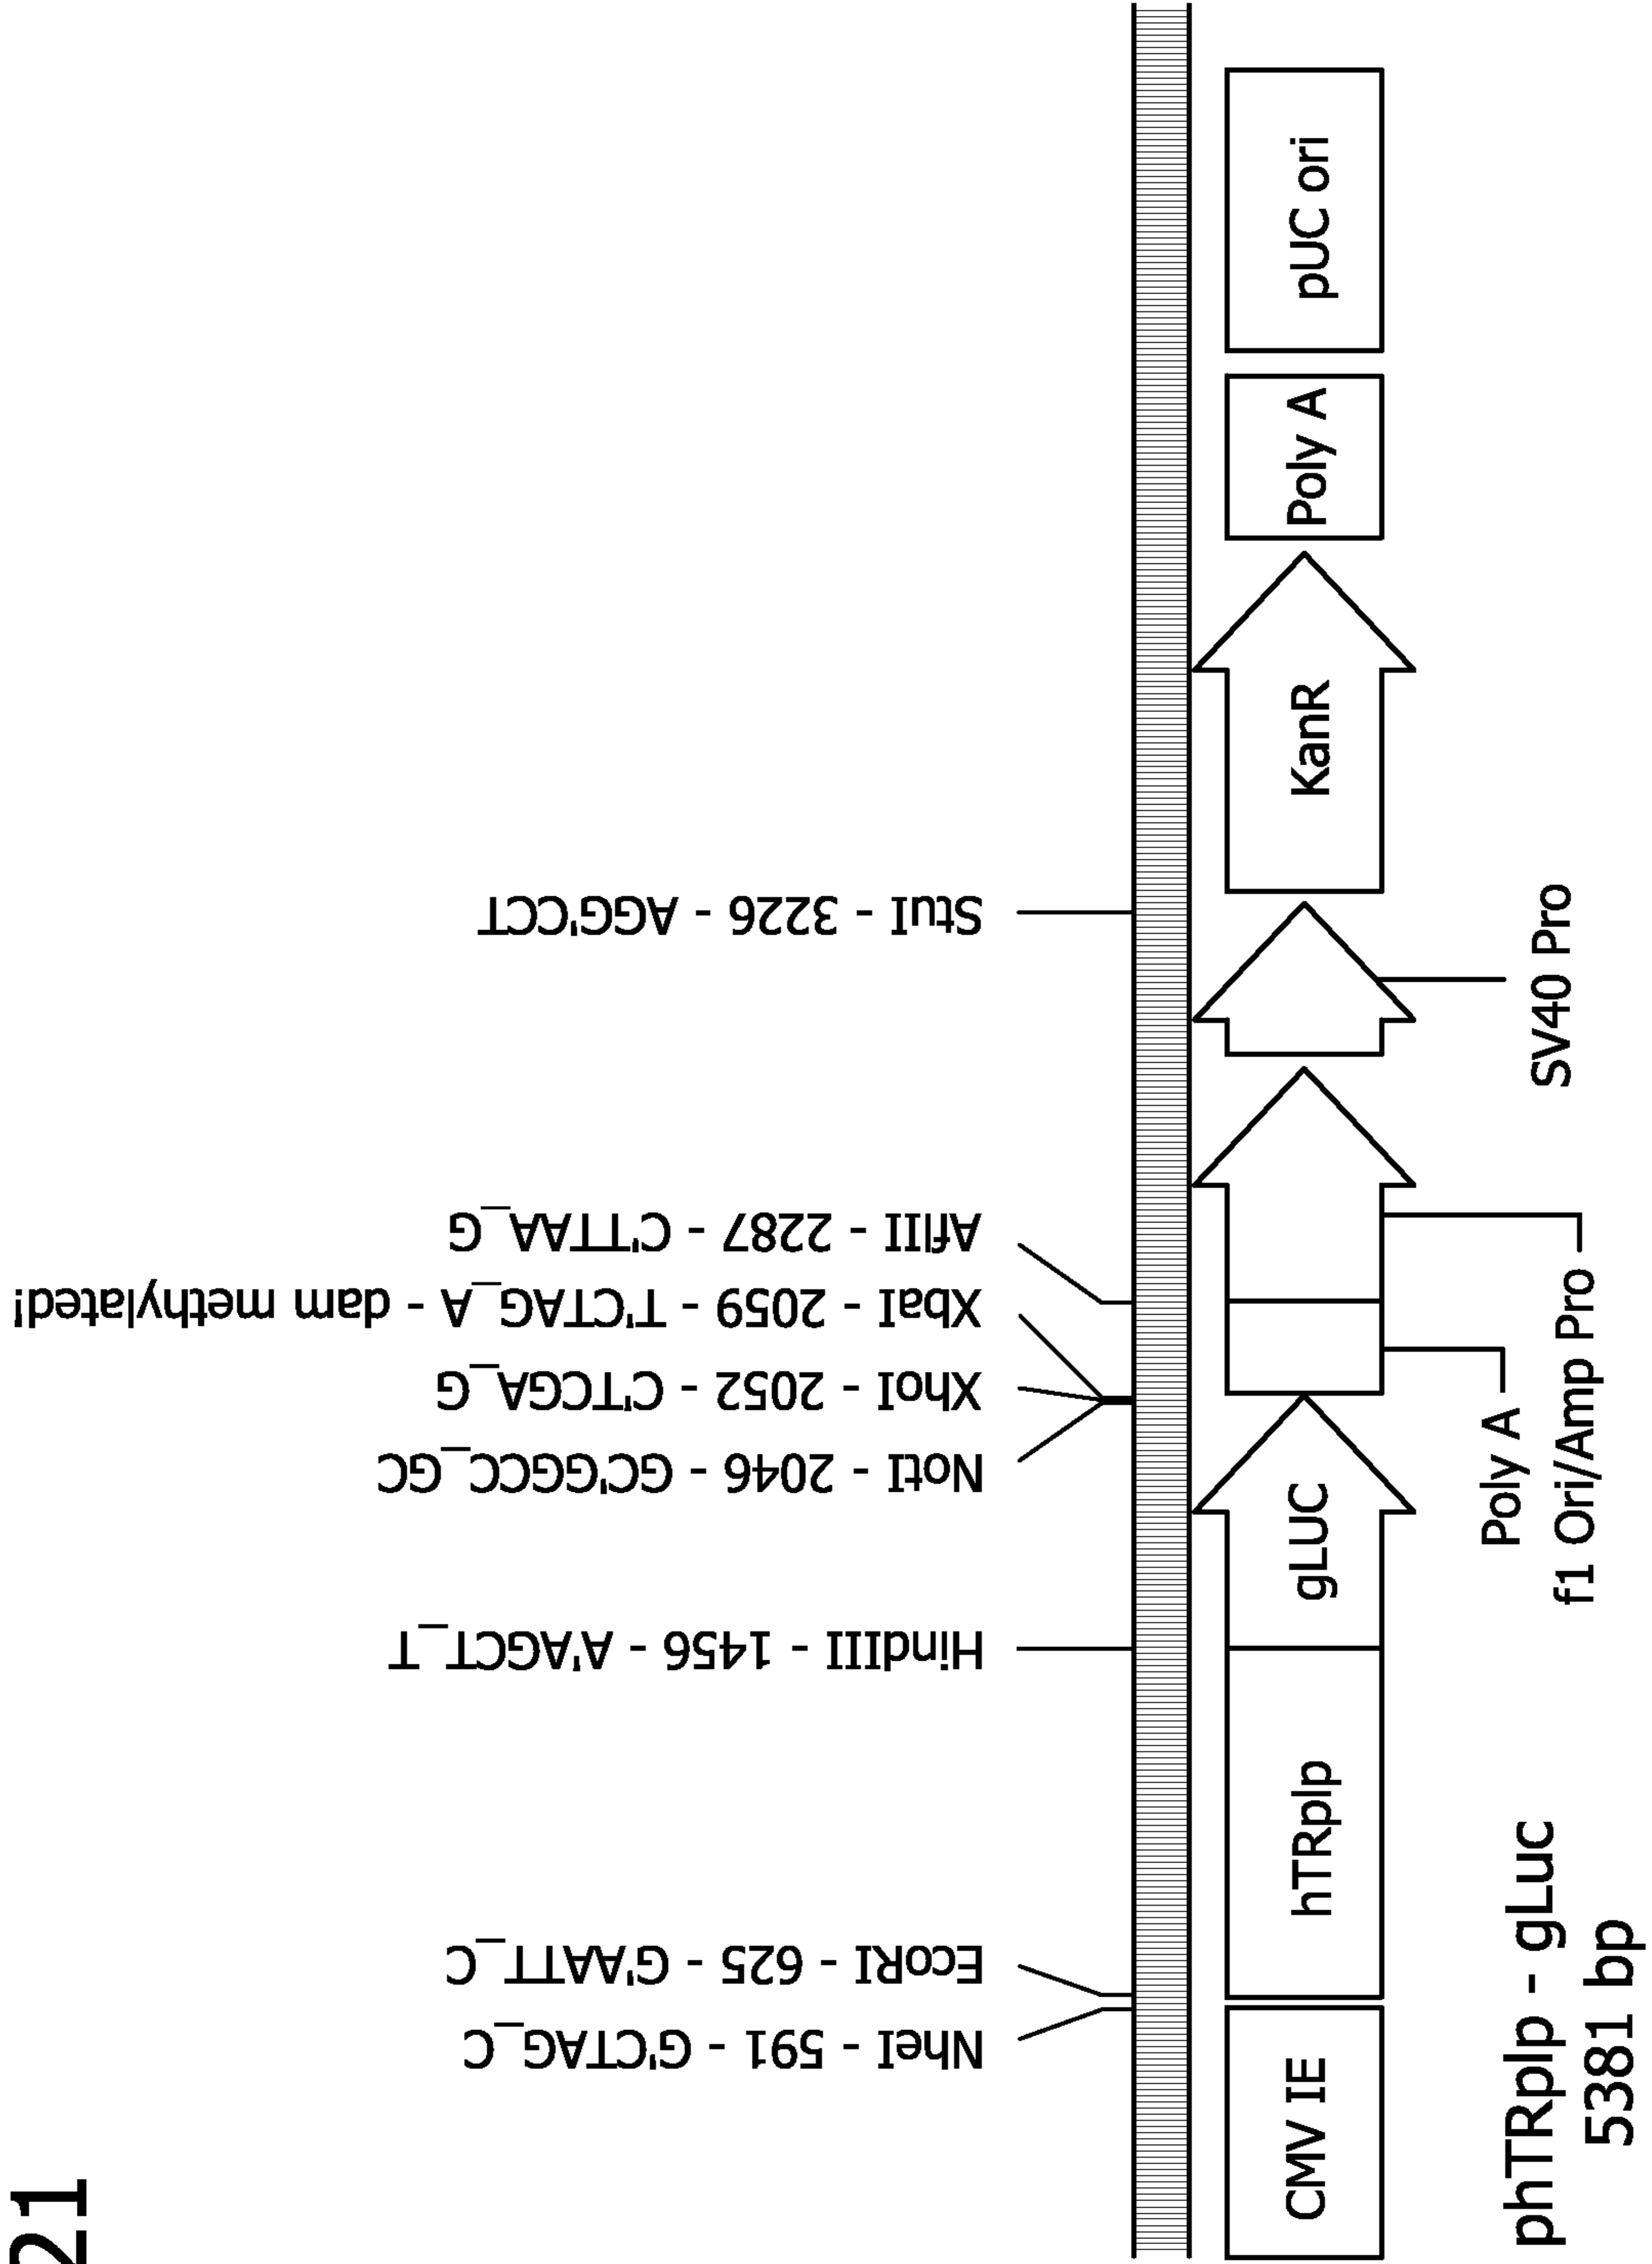 21
NheI - 591 - G'CTAG_C
EcoRI - 625 - G'AATT_C
HindIII - 1456 - A'AGCT_T
NotI - 2046 - GC'GGCC_GC
XhoI - 2052 - C'TCGA_G
XbaI - 2059 - T'CTAG_A - dam methylated!
AflII - 2287 - C'TTAA_G
StuI - 3226 - AGG'CCT
CMV IE
hTRplp
gLUC
KanR
Poly A
pUC ori
Poly A
f1 Ori/Amp Pro
SV40 Pro
phTRplp - gLuc
5381 bp